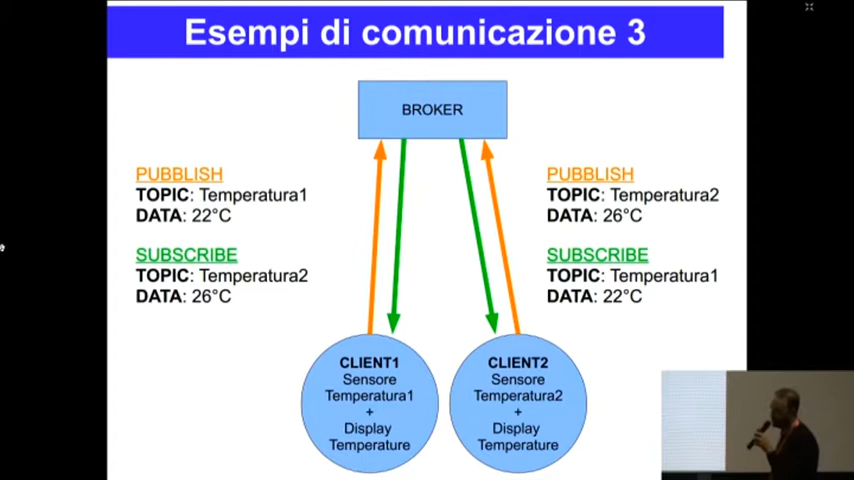 Esempi di comunicazione 3
BROKER
PUBBLISH
TOPIC: Temperatura1
DATA: 22°C
SUBSCRIBE
TOPIC: Temperatura2
DATA: 26°C
PUBBLISH
TOPIC: Temperatura2
DATA: 26°C
SUBSCRIBE
TOPIC: Temperatura1
DATA: 22°C
CLIENT1
Sensore
Temperatura1
+
Display
Temperature
CLIENT2
Sensore
Temperatura2
+
Display
Temperature